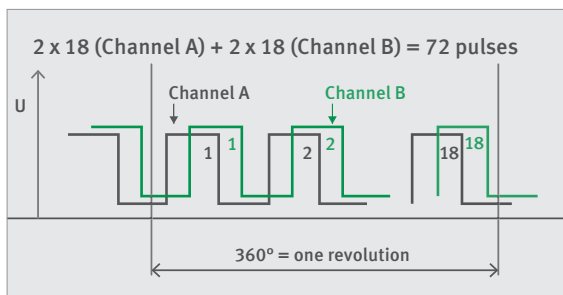 2 x 18 (Channel A) + 2 x 18 (Channel B) = 72 pulses
U
Channel A
Channel B
1
1
2
2
18
18
360° = one revolution